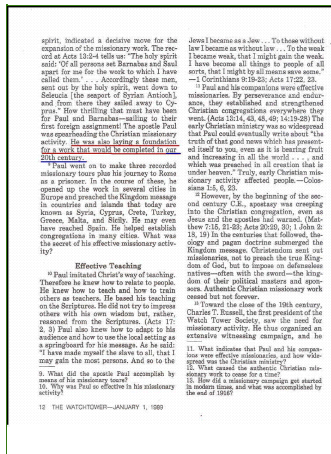 spirit, indicated a decisive move for the
expansion of the missionary work. The rec-
ord at Acts 13:2-4 tells us: "The holy spirit
said: 'Of all persons set Barnabas and Saul
apart for me for the work to which I have
called them.' . . . Accordingly these men,
sent out by the holy spirit, went down to
Seleucia [the seaport of Syrian Antioch],
and from there they sailed away to Cy-
prus." How thrilling that must have been
for Paul and Barnabas—sailing to their
first foreign assignment! The apostle Paul
was spearheading the Christian missionary
activity. He was also laying a foundation
for a work that would be completed in our
20th century.
9 Paul went on to make three recorded
missionary tours plus his journey to Rome
as a prisoner. In the course of these, he
opened up the work in several cities in
Europe and preached the Kingdom message
in countries and islands that today are
known as Syria, Cyprus, Crete, Turkey,
Greece, Malta, and Sicily. He may even
have reached Spain. He helped establish
congregations in many cities. What was
the secret of his effective missionary activ-
ity?
Effective Teaching
10 Paul imitated Christ's way of teaching.
Therefore he knew how to relate to people.
He knew how to teach and how to train
others as teachers. He based his teaching
on the Scriptures. He did not try to impress
others with his own wisdom but, rather,
reasoned from the Scriptures. (Acts 17:
2, 3) Paul also knew how to adapt to his
audience and how to use the local setting as
a springboard for his message. As he said:
"I have made myself the slave to all, that I
may gain the most persons. And so to the
9. What did the apostle Paul accomplish by
means of his missionary tours?
10. Why was Paul so effective in his missionary
activity?
12 THE WATCHTOWER—JANUARY 1, 1989
Jews I became as a Jew . . . To those without
law I became as without law . . . To the weak
I became weak, that I might gain the weak.
I have become all things to people of all
sorts, that I might by all means save some."
—1 Corinthians 9:19-23; Acts 17:22, 23.
11 Paul and his companions were effective
missionaries. By perseverance and endur-
ance, they established and strengthened
Christian congregations everywhere they
went. (Acts 13:14, 43, 48, 49; 14:19-28) The
early Christian ministry was so widespread
that Paul could eventually write about "the
truth of that good news which has present-
ed itself to you, even as it is bearing fruit
and increasing in all the world . . . , and
which was preached in all creation that is
under heaven." Truly, early Christian mis-
sionary activity affected people.—Colos-
sians 1:5, 6, 23.
12 However, by the beginning of the sec-
ond century C.E., apostasy was creeping
into the Christian congregation, even as
Jesus and the apostles had warned. (Mat-
thew 7:15, 21-23; Acts 20:29, 30; 1 John 2:
18, 19) In the centuries that followed, the-
ology and pagan doctrine submerged the
Kingdom message. Christendom sent out
missionaries, not to preach the true King-
dom of God, but to impose on defenseless
natives—often with the sword—the king-
dom of their political masters and spon-
sors. Authentic Christian missionary work
ceased but not forever.
13 Toward the close of the 19th century,
Charles T. Russell, the first president of the
Watch Tower Society, saw the need for
missionary activity. He thus organized an
extensive witnessing campaign, and he
11. What indicates that Paul and his compan-
ions were effective missionaries, and how wide-
spread was the Christian ministry?
12. What caused the authentic Christian mis-
sionary work to cease for a time?
13. How did a missionary campaign get started
in modern times, and what was accomplished by
the end of 1916?